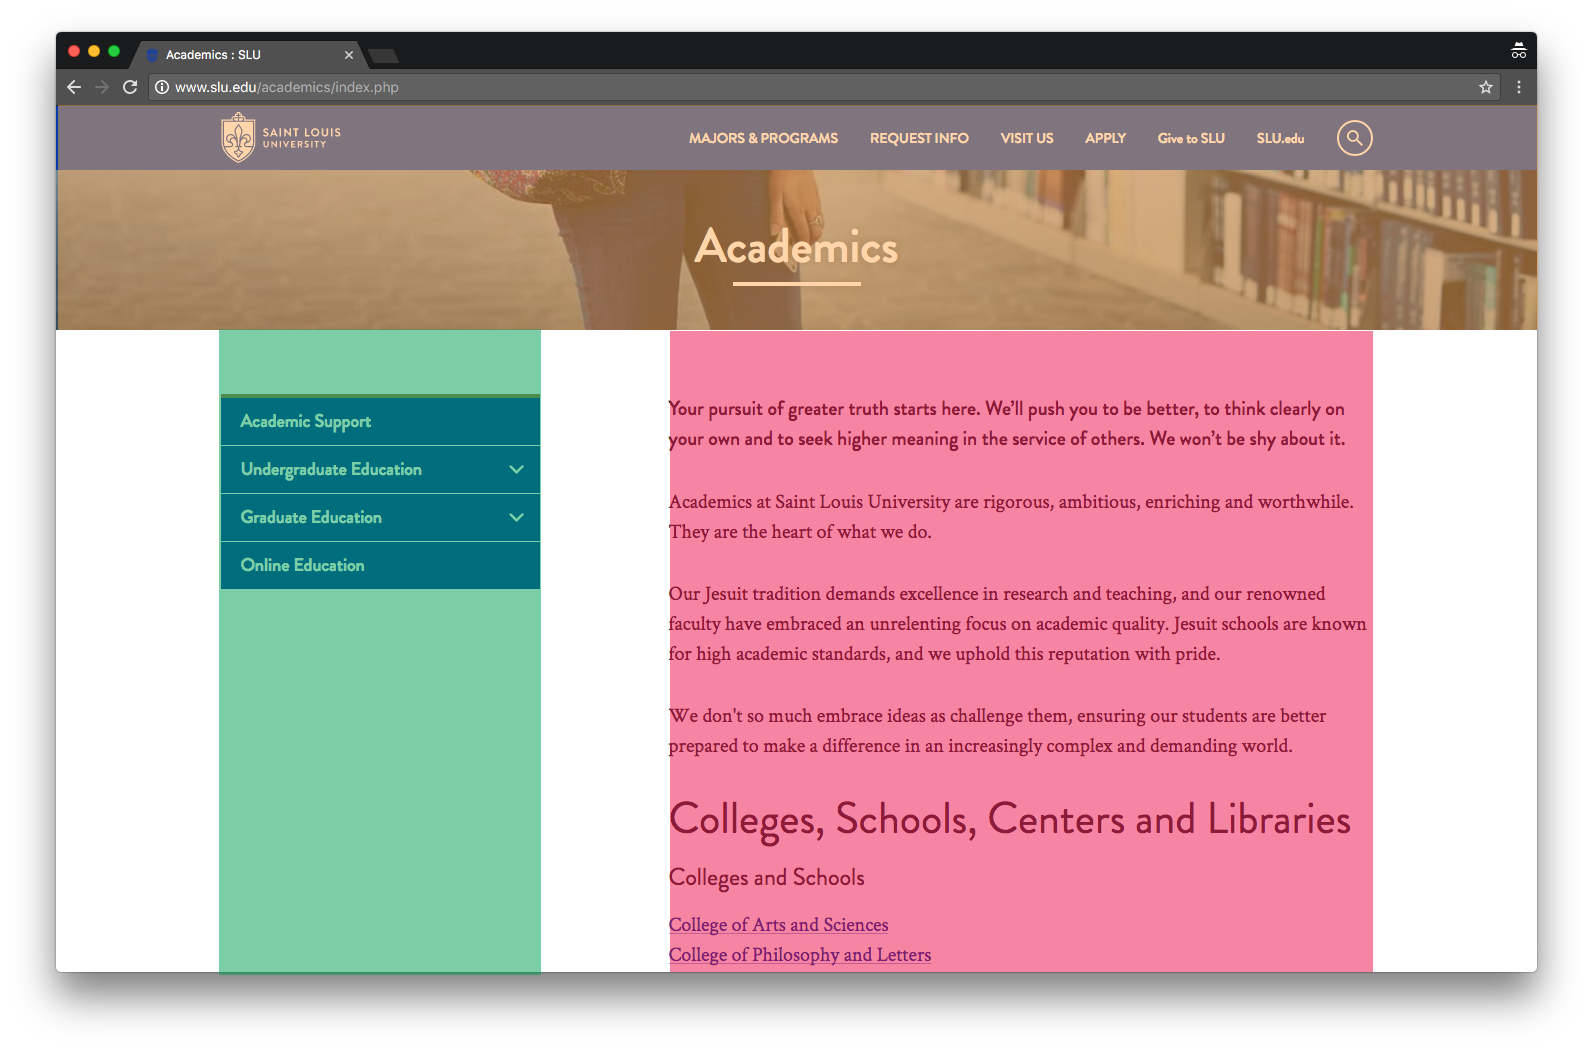 Academics : SLU
www.slu.edu/academics/index.php
SAINT LOUIS
UNIVERSITY
MAJORS & PROGRAMS REQUEST INFO VISIT US APPLY Give to SLU SLU.edu
Academics
Academic Support
Undergraduate Education
Graduate Education
Online Education
Your pursuit of greater truth starts here. We’ll push you to be better, to think clearly on
your own and to seek higher meaning in the service of others. We won’t be shy about it.
Academics at Saint Louis University are rigorous, ambitious, enriching and worthwhile.
They are the heart of what we do.
Our Jesuit tradition demands excellence in research and teaching, and our renowned
faculty have embraced an unrelenting focus on academic quality. Jesuit schools are known
for high academic standards, and we uphold this reputation with pride.
We don't so much embrace ideas as challenge them, ensuring our students are better
prepared to make a difference in an increasingly complex and demanding world.
Colleges, Schools, Centers and Libraries
Colleges and Schools
College of Arts and Sciences
College of Philosophy and Letters